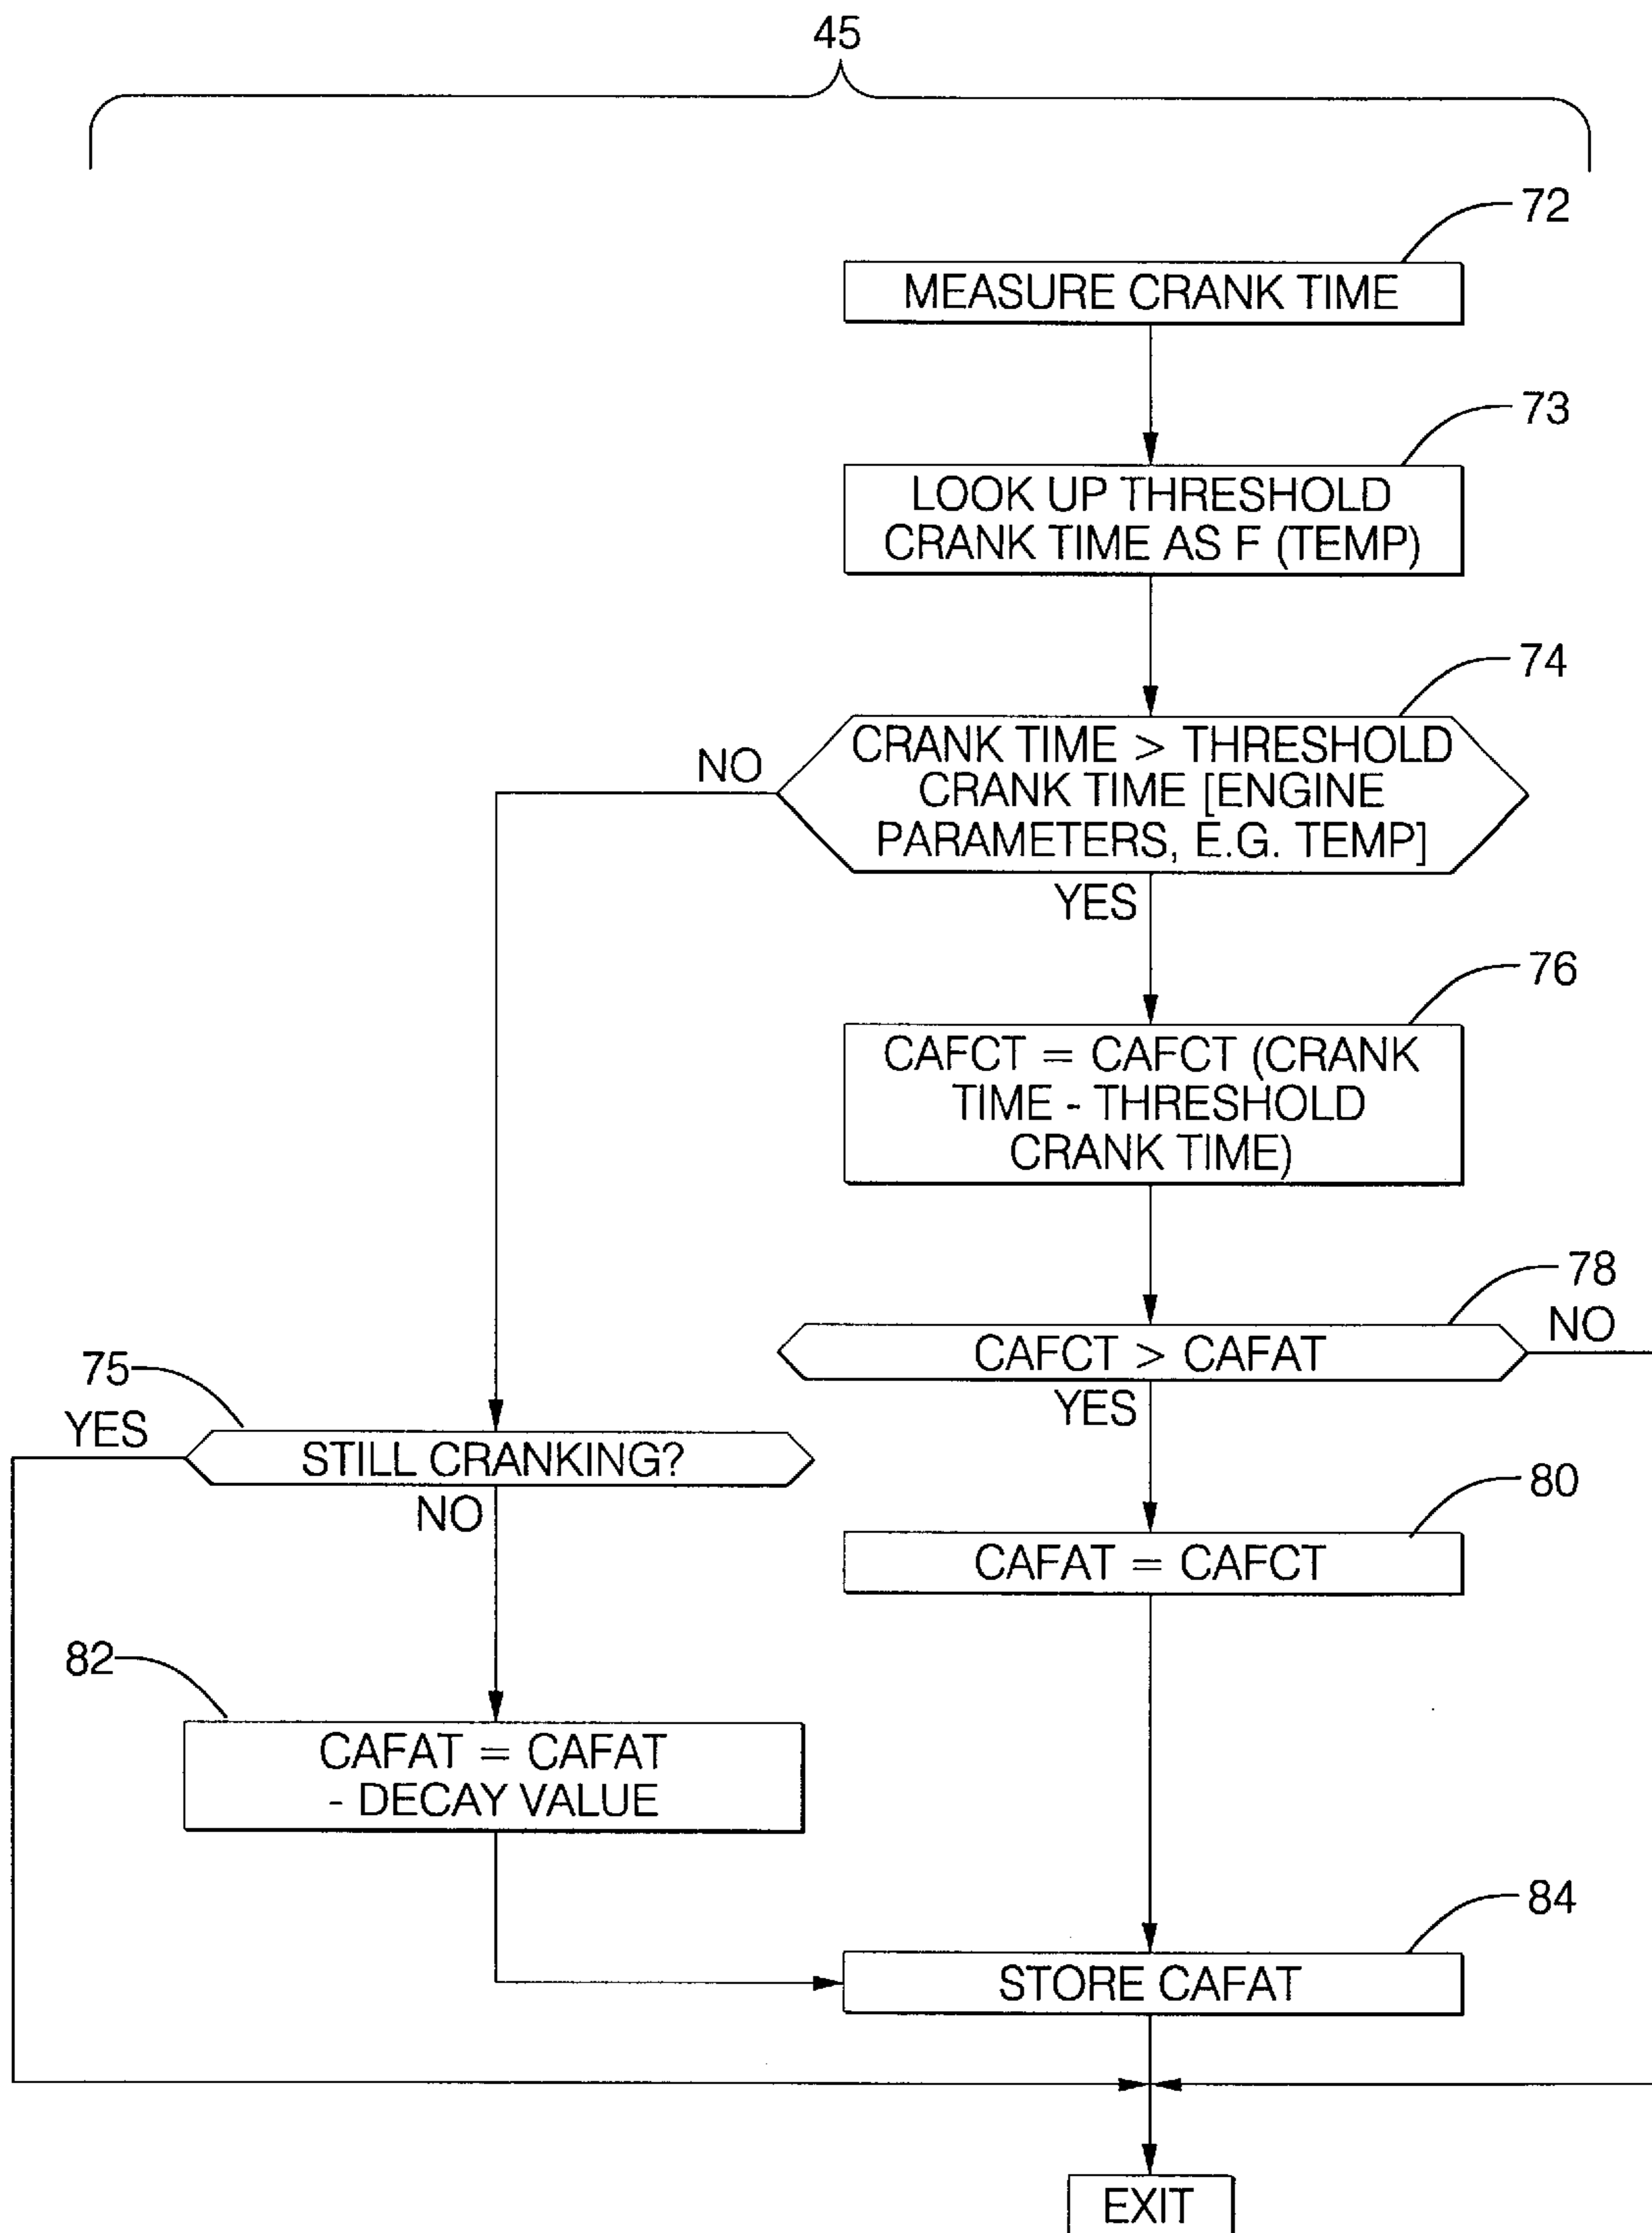 45
72
MEASURE CRANK TIME
73
LOOK UP THRESHOLD
CRANK TIME AS F (TEMP)
74
CRANK TIME > THRESHOLD
CRANK TIME [ENGINE
PARAMETERS, E.G. TEMP]
NO
YES
76
CAFCT = CAFCT (CRANK
TIME - THRESHOLD
CRANK TIME)
78
CAFCT > CAFAT
NO
YES
75
YES
STILL CRANKING?
NO
80
CAFAT = CAFCT
82
CAFAT = CAFAT
- DECAY VALUE
84
STORE CAFAT
EXIT